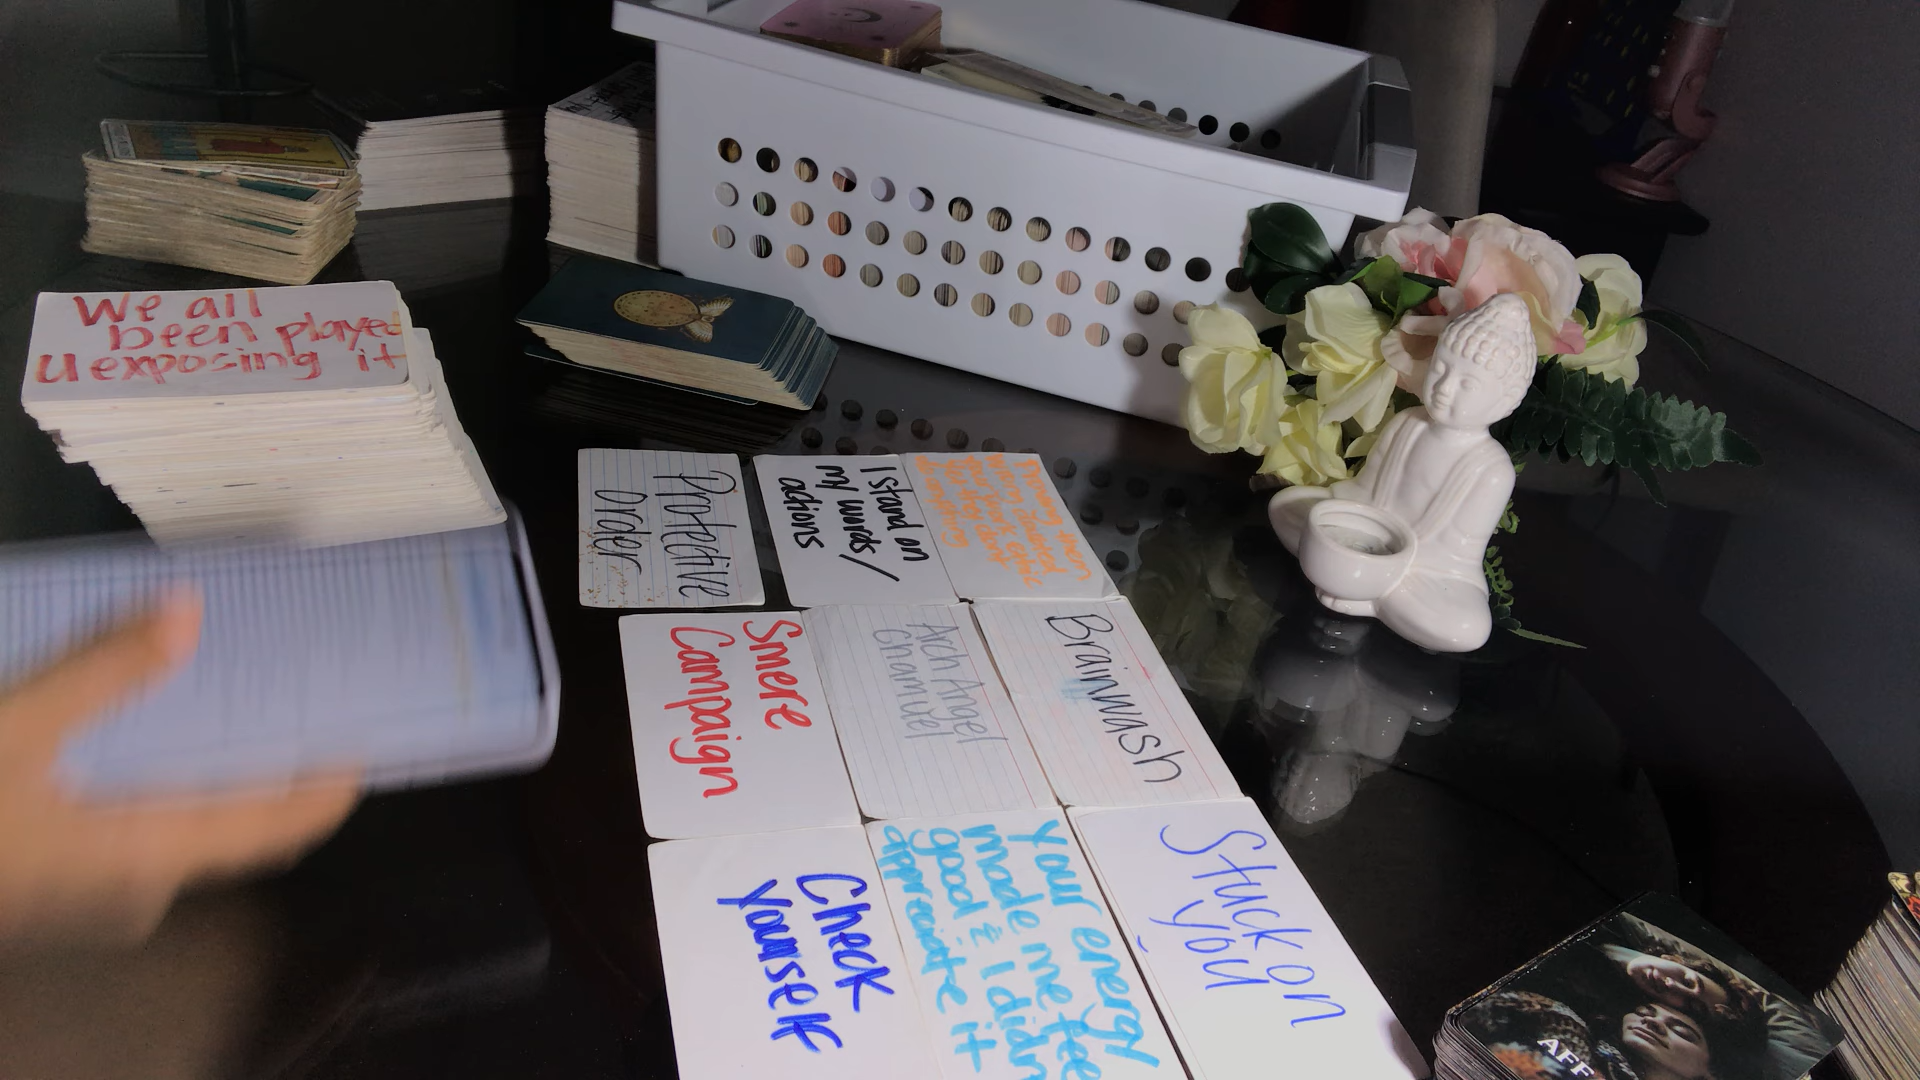 We all
been played
u exposing it
Protective
Order
I stand on
my words/
actions
Smere
Campaign
Arch Angel
Chamuel
Brainwash
Check
yourself
Your energy
made me fee
good & I didn
appreciate it
Stuck on
you
AFF